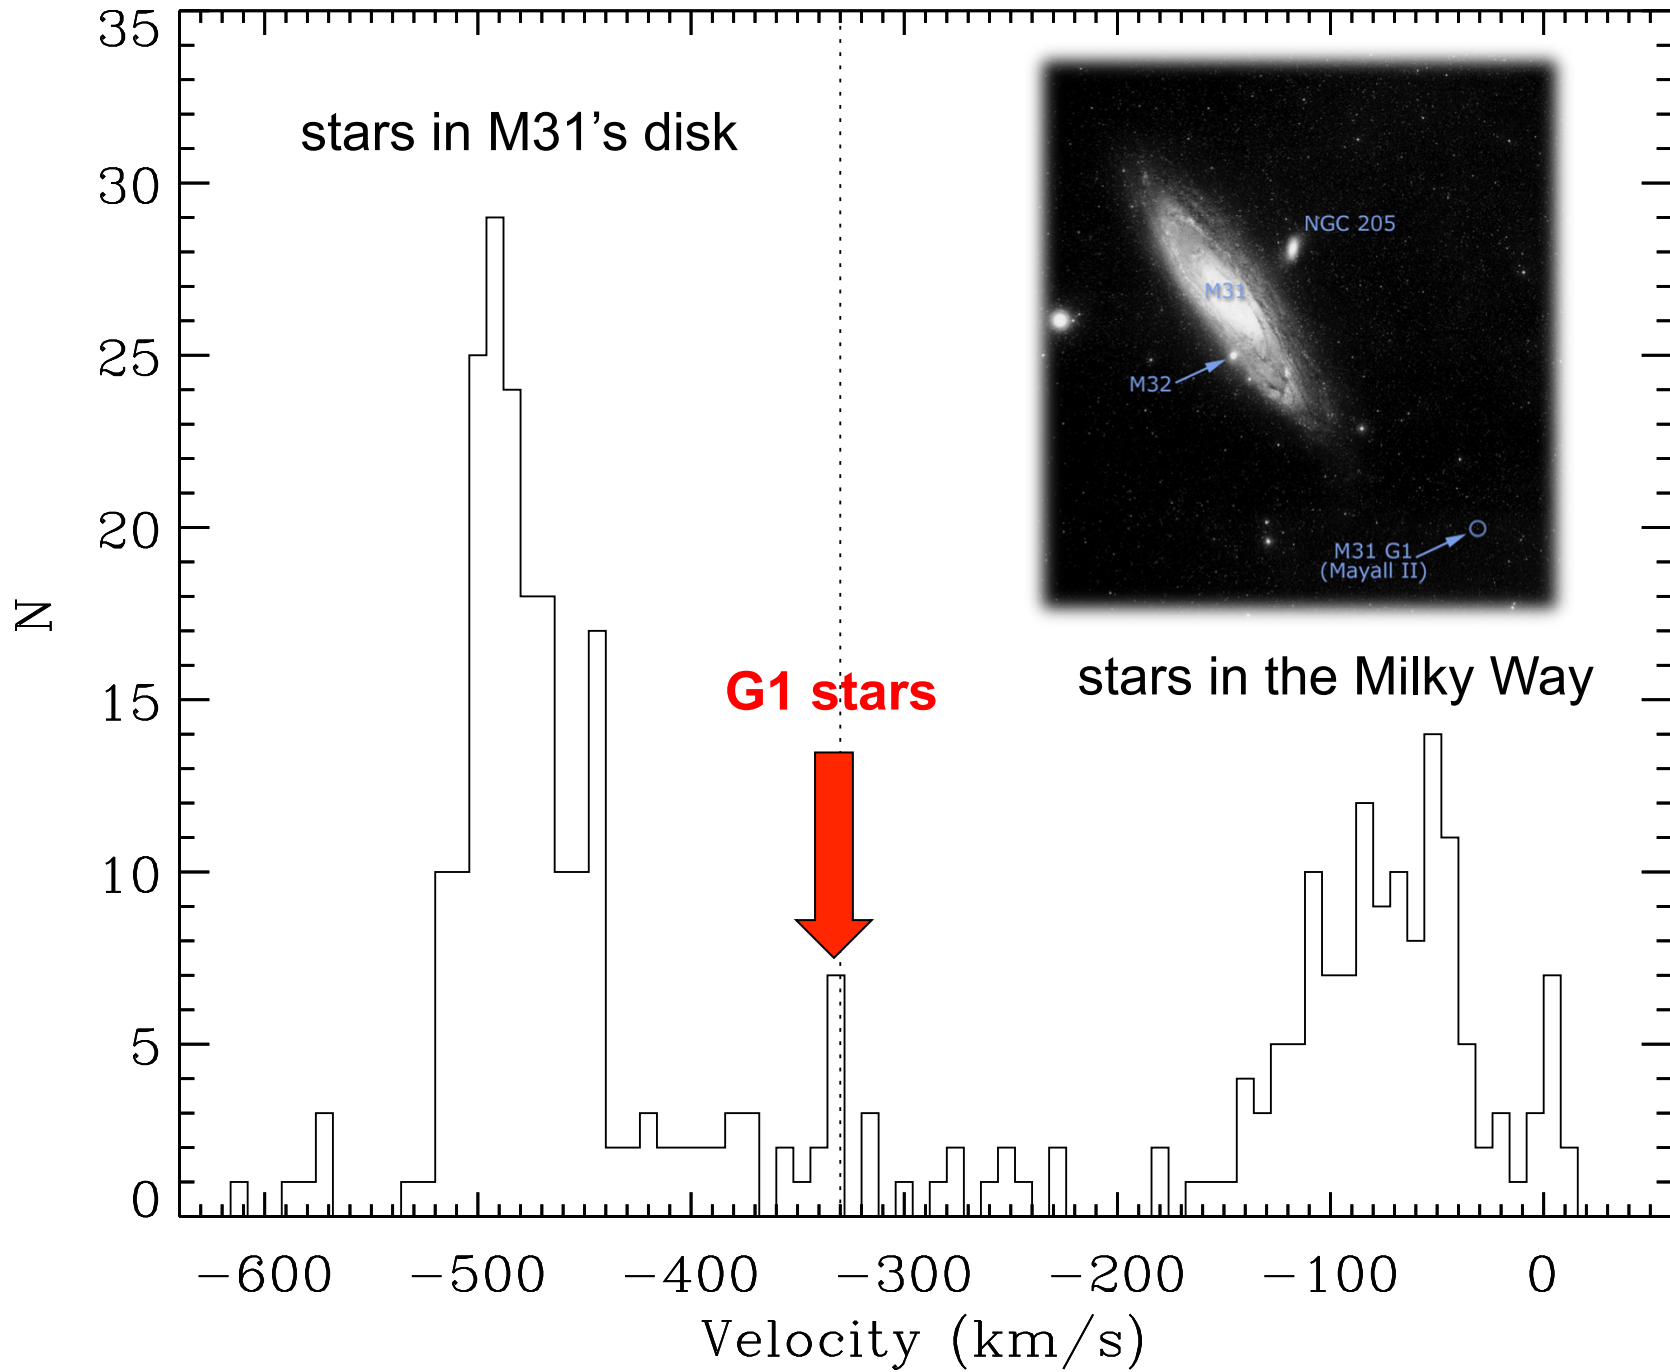 35
30
25
20
15
10
5
0
N
stars in M31's disk
NGC 205
M31
M32
M31 G1
(Mayall II)
G1 stars
stars in the Milky Way
−600 −500 −400 −300 −200 −100 0
Velocity (km/s)